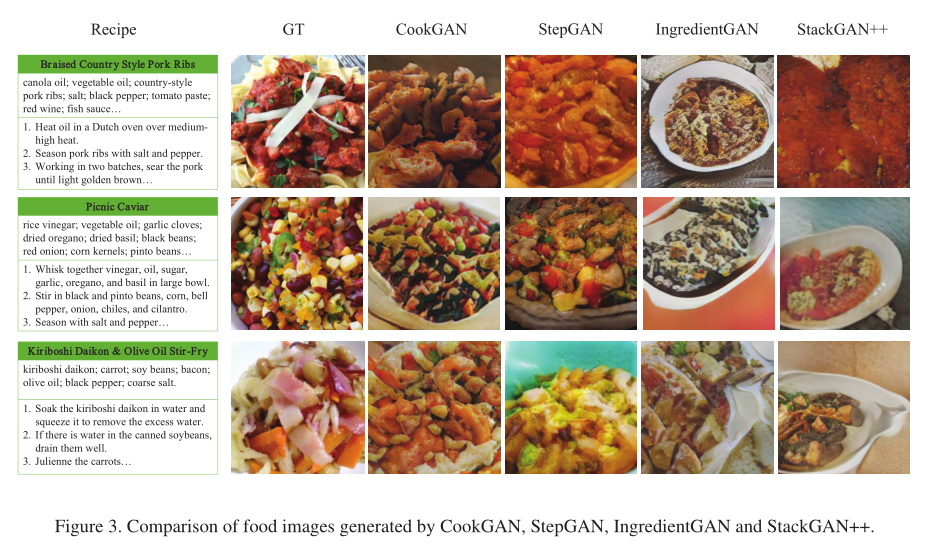 Recipe GT CookGAN StepGAN IngredientGAN StackGAN++
Braised Country Style Pork Ribs
canola oil; vegetable oil; country-style
pork ribs; salt; black pepper; tomato paste;
red wine; fish sauce…
1. Heat oil in a Dutch oven over medium-
high heat.
2. Season pork ribs with salt and pepper.
3. Working in two batches, sear the pork
until light golden brown…
Picnic Caviar
rice vinegar; vegetable oil; garlic cloves;
dried oregano; dried basil; black beans;
red onion; corn kernels; pinto beans…
1. Whisk together vinegar, oil, sugar,
garlic, oregano, and basil in large bowl.
2. Stir in black and pinto beans, corn, bell
pepper, onion, chiles, and cilantro.
3. Season with salt and pepper…
Kiriboshi Daikon & Olive Oil Stir-Fry
kiriboshi daikon; carrot; soy beans; bacon;
olive oil; black pepper; coarse salt.
1. Soak the kiriboshi daikon in water and
squeeze it to remove the excess water.
2. If there is water in the canned soybeans,
drain them well.
3. Julienne the carrots…
Figure 3. Comparison of food images generated by CookGAN, StepGAN, IngredientGAN and StackGAN++.